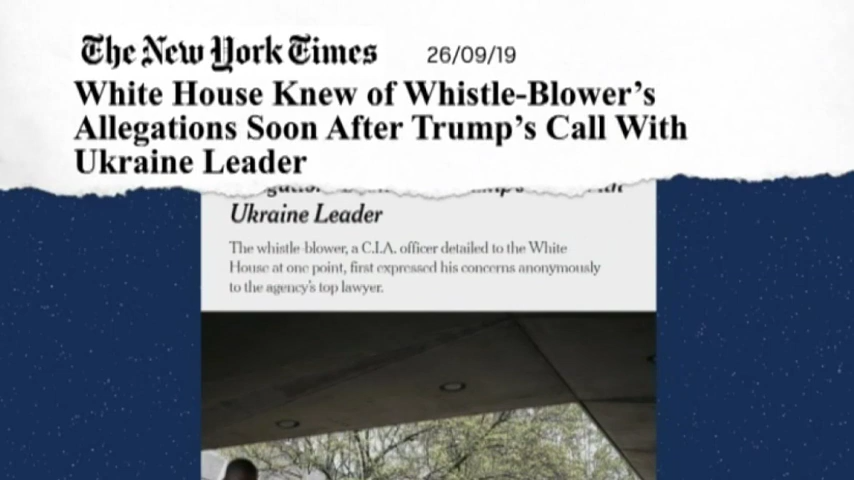 The New York Times 26/09/19
White House Knew of Whistle-Blower's
Allegations Soon After Trump's Call With
Ukraine Leader
Ukraine Leader
The whistle-blower, a C.I.A. officer detailed to the White
House at one point, first expressed his concerns anonymously
to the agency's top lawyer.